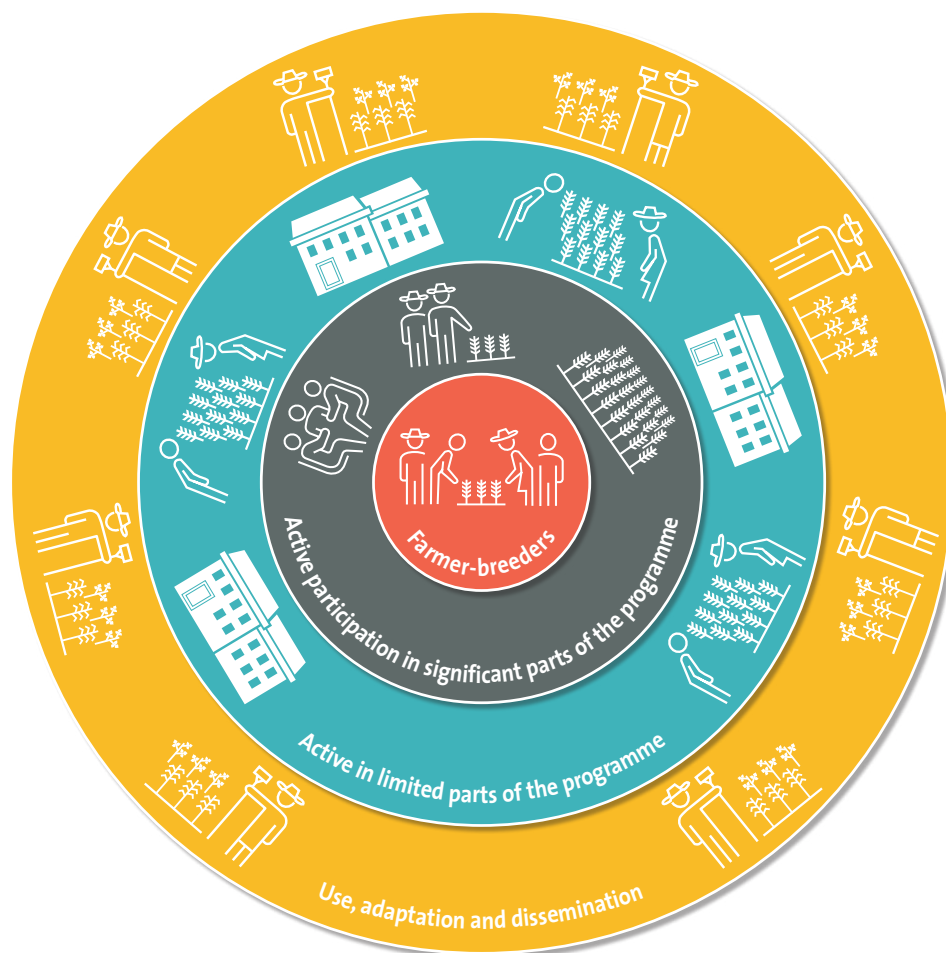 Farmer-breeders
Active participation in significant parts of the programme
Active in limited parts of the programme
Use, adaptation and dissemination